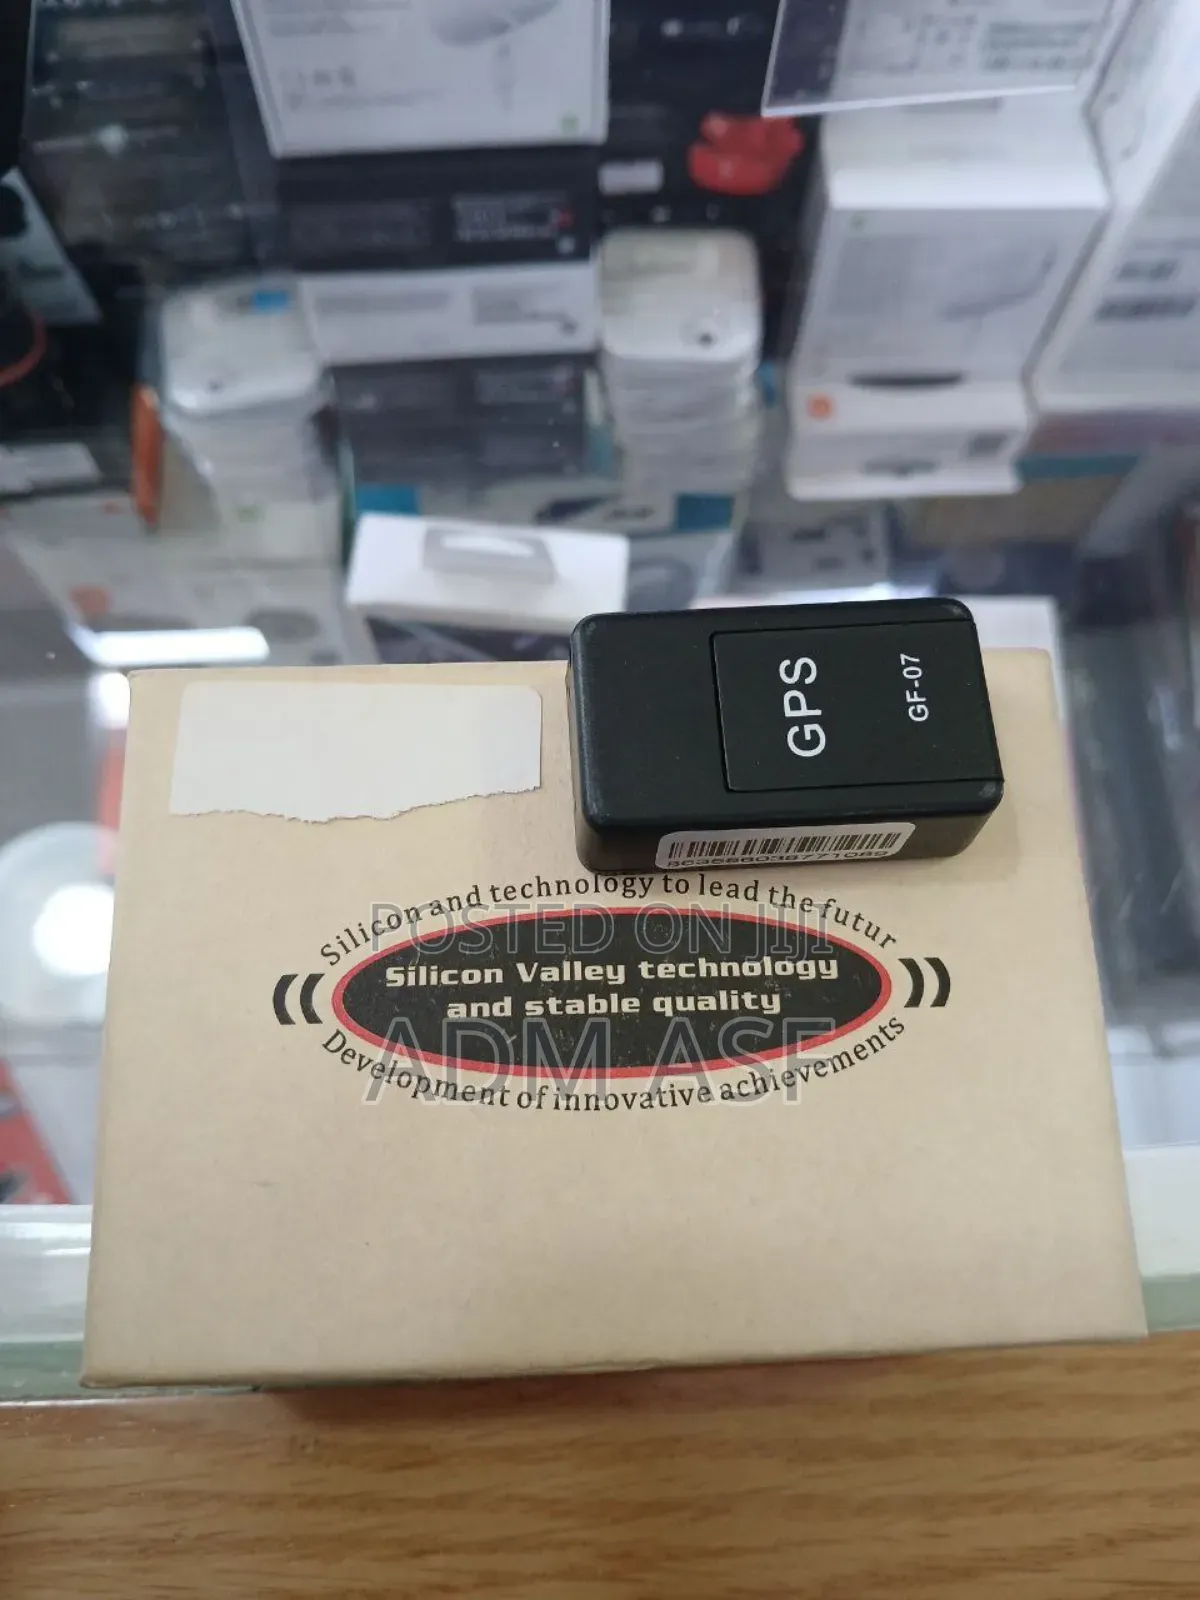 GPS
GF-07
Silicon and technology to lead the futur
Silicon Valley technology
and stable quality
Development of innovative achievements
POSTED ON JIJI
ADM ASF